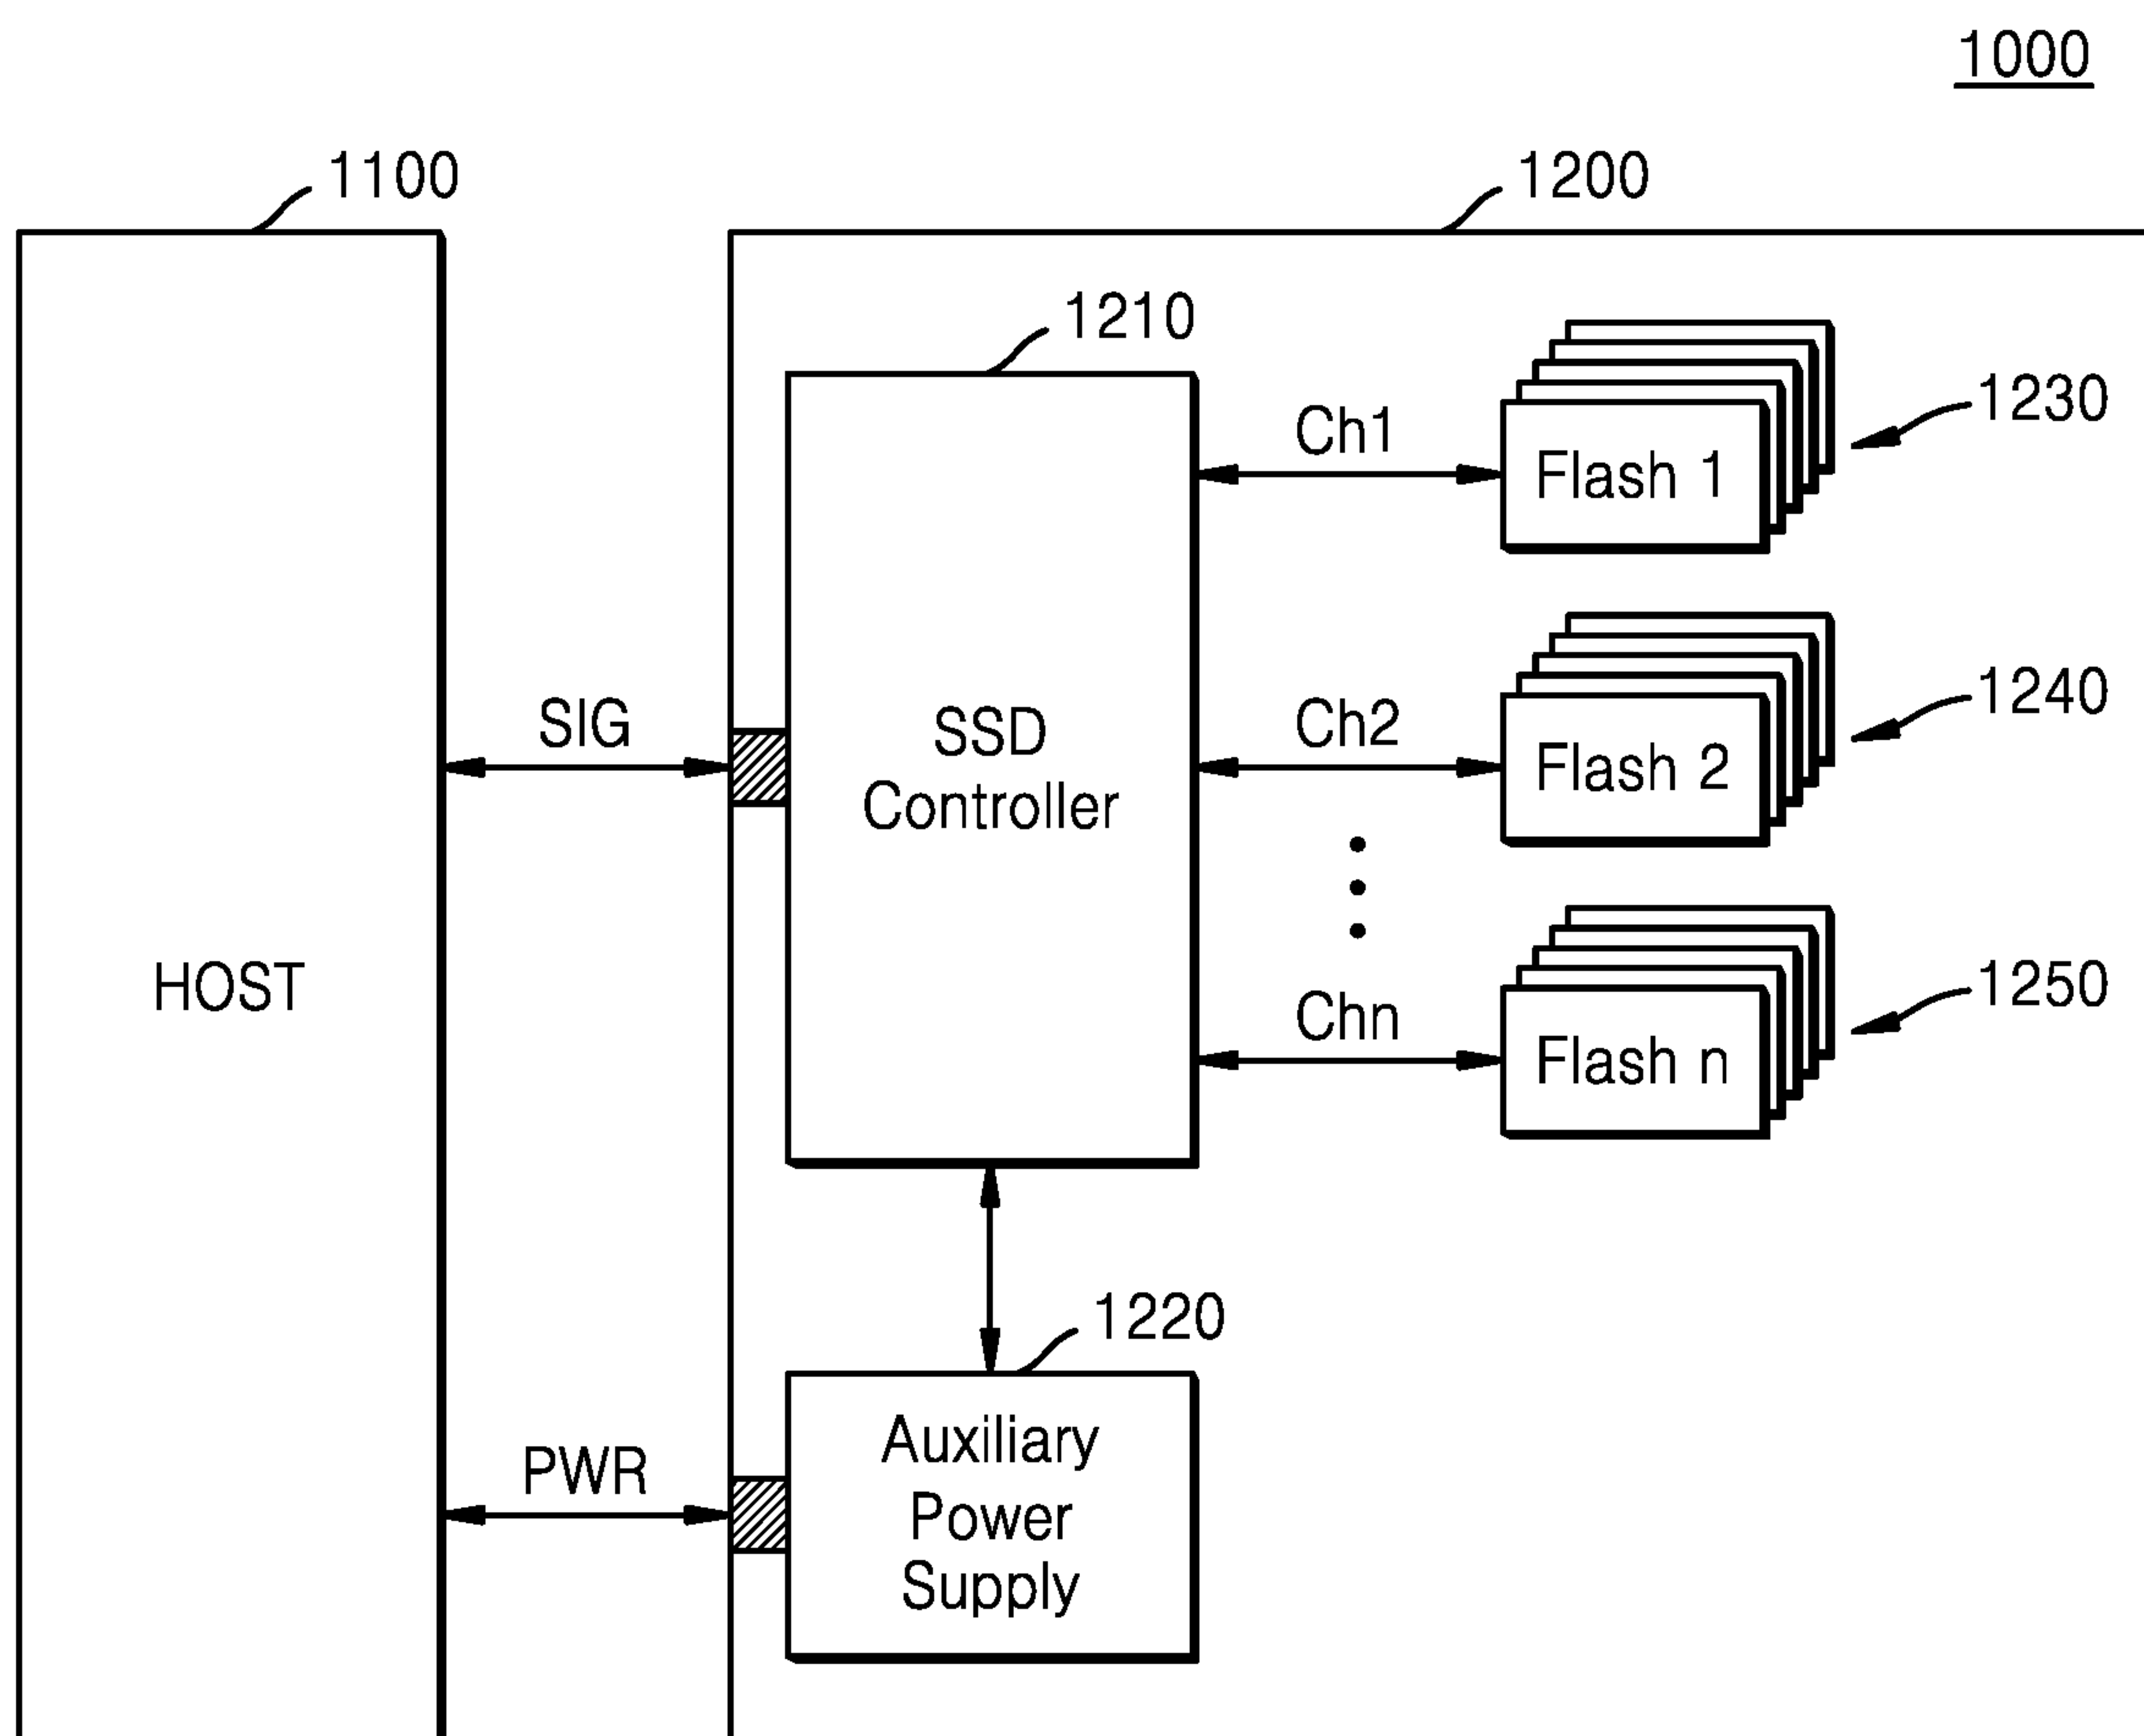 1000
1100
1200
1210
Ch1
Flash 1
1230
SIG
SSD
Controller
Ch2
Flash 2
1240
HOST
Chn
Flash n
1250
1220
PWR
Auxiliary
Power
Supply